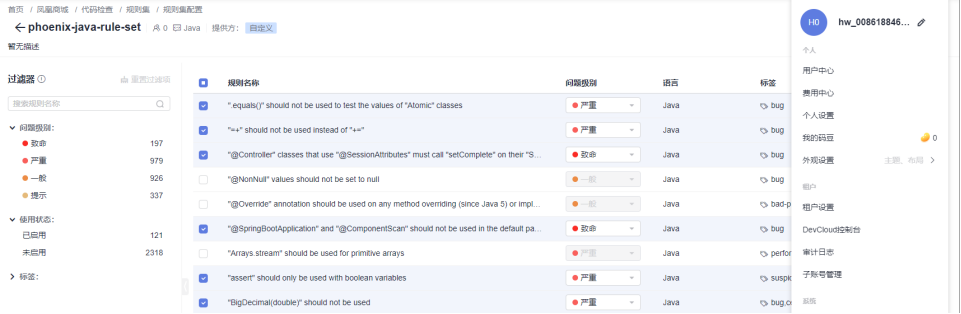 首页 / 凤凰商城 / 代码检查 / 规则集 / 规则集配置
phoenix-java-rule-set 0 Java 提供方: 自定义
暂无描述
过滤器 重置过滤项
搜索规则名称
问题级别:
致命 197
严重 979
一般 926
提示 337
使用状态:
已启用 121
未启用 2318
标签:
规则名称 问题级别 语言 标签
".equals()" should not be used to test the values of "Atomic" classes 严重 Java bug
"=+" should not be used instead of "+=" 严重 Java bug
"@Controller" classes that use "@SessionAttributes" must call "setComplete" on their "S... 致命 Java bug
"@NonNull" values should not be set to null 一般 Java bug
"@Override" annotation should be used on any method overriding (since Java 5) or impl... 一般 Java bad-p
"@SpringBootApplication" and "@ComponentScan" should not be used in the default pa... 致命 Java bug
"Arrays.stream" should be used for primitive arrays 严重 Java perfor
"assert" should only be used with boolean variables 严重 Java suspic
"BigDecimal(double)" should not be used 严重 Java bug,ce
H0 hw_008618846...
个人
用户中心
费用中心
个人设置
我的码豆 0
外观设置 主题、布局
租户
租户设置
DevCloud控制台
审计日志
子账号管理